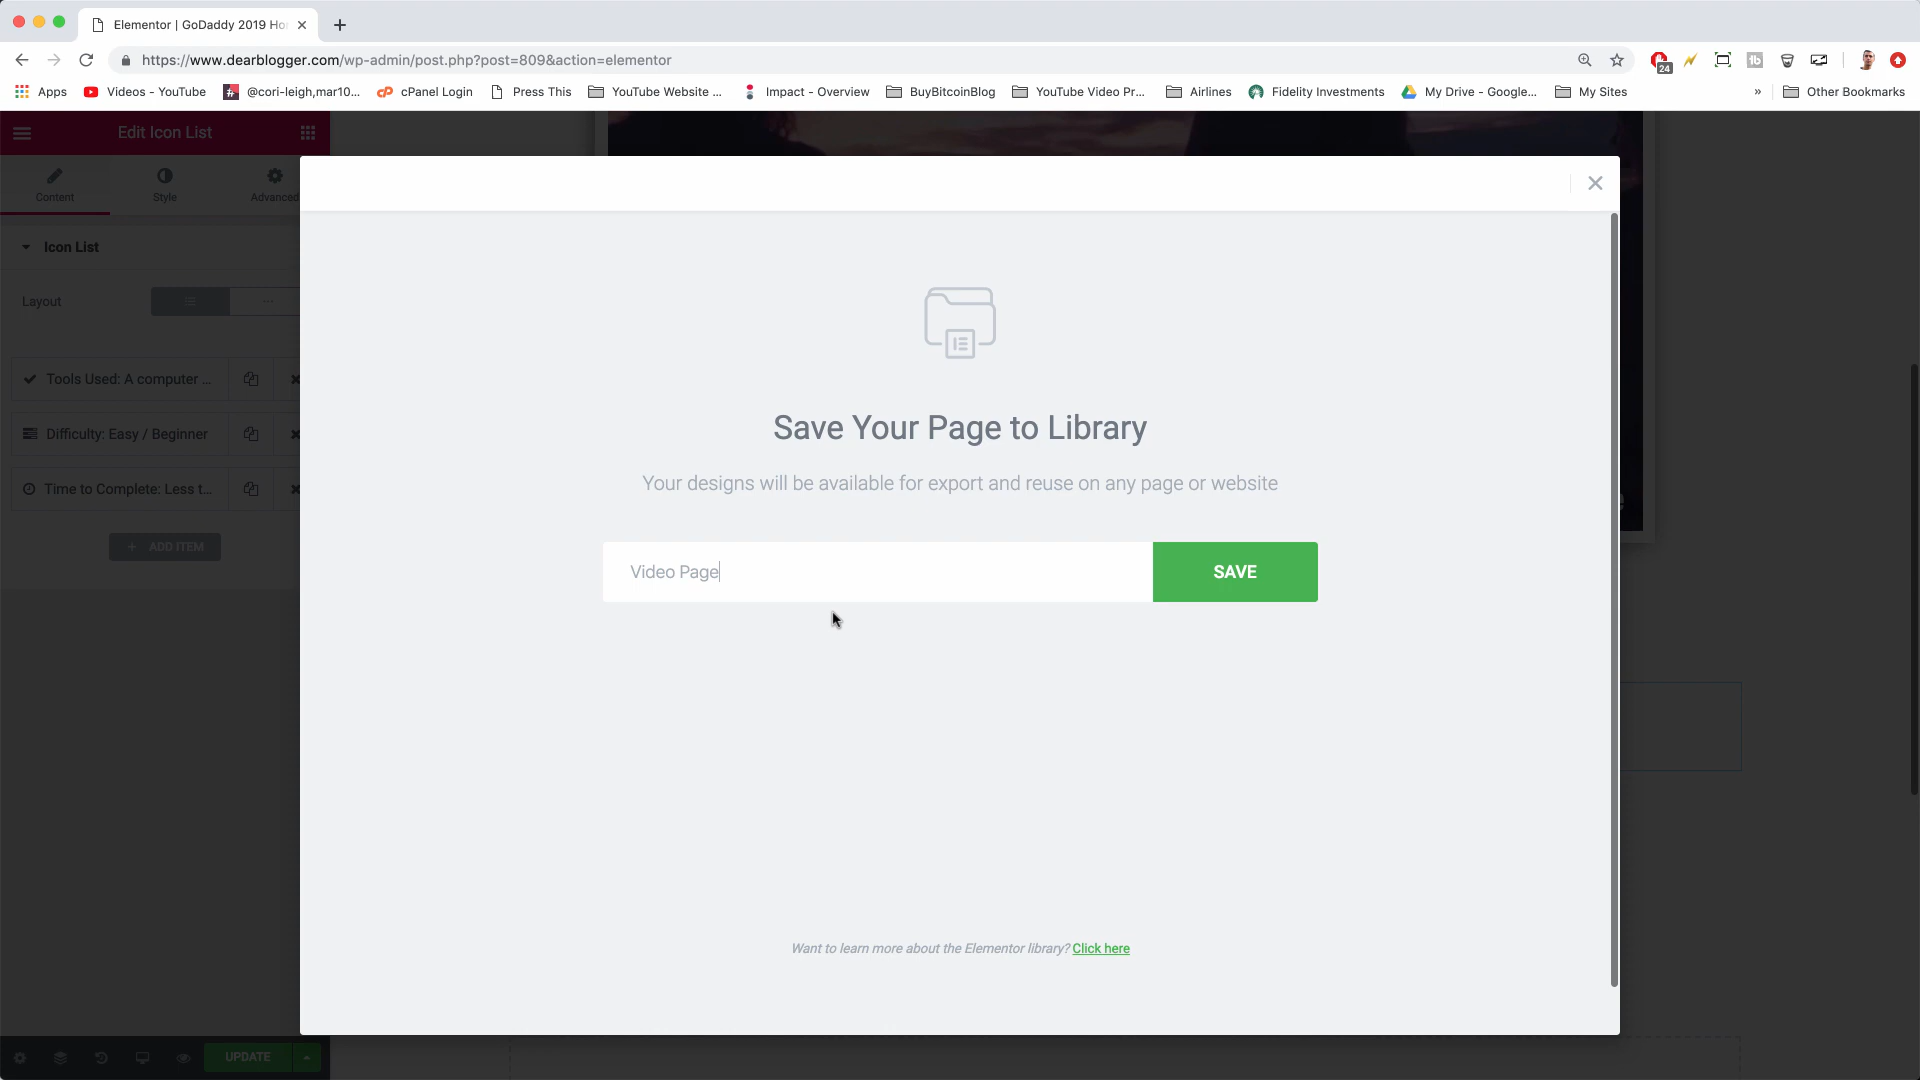 Elementor | GoDaddy 2019 Ho
https://www.dearblogger.com/wp-admin/post.php?post=809&action=elementor
24
Apps
Videos - YouTube
@cori-leigh,mar10...
cPanel Login
Press This
YouTube Website ...
Impact - Overview
BuyBitcoinBlog
YouTube Video Pr...
Airlines
Fidelity Investments
My Drive - Google...
My Sites
»
Other Bookmarks
Edit Icon List
Content
Style
Advanced
Icon List
Layout
Tools Used: A computer ...
Difficulty: Easy / Beginner
Time to Complete: Less t...
+ ADD ITEM
Save Your Page to Library
Your designs will be available for export and reuse on any page or website
Video Page
SAVE
Want to learn more about the Elementor library? Click here
UPDATE